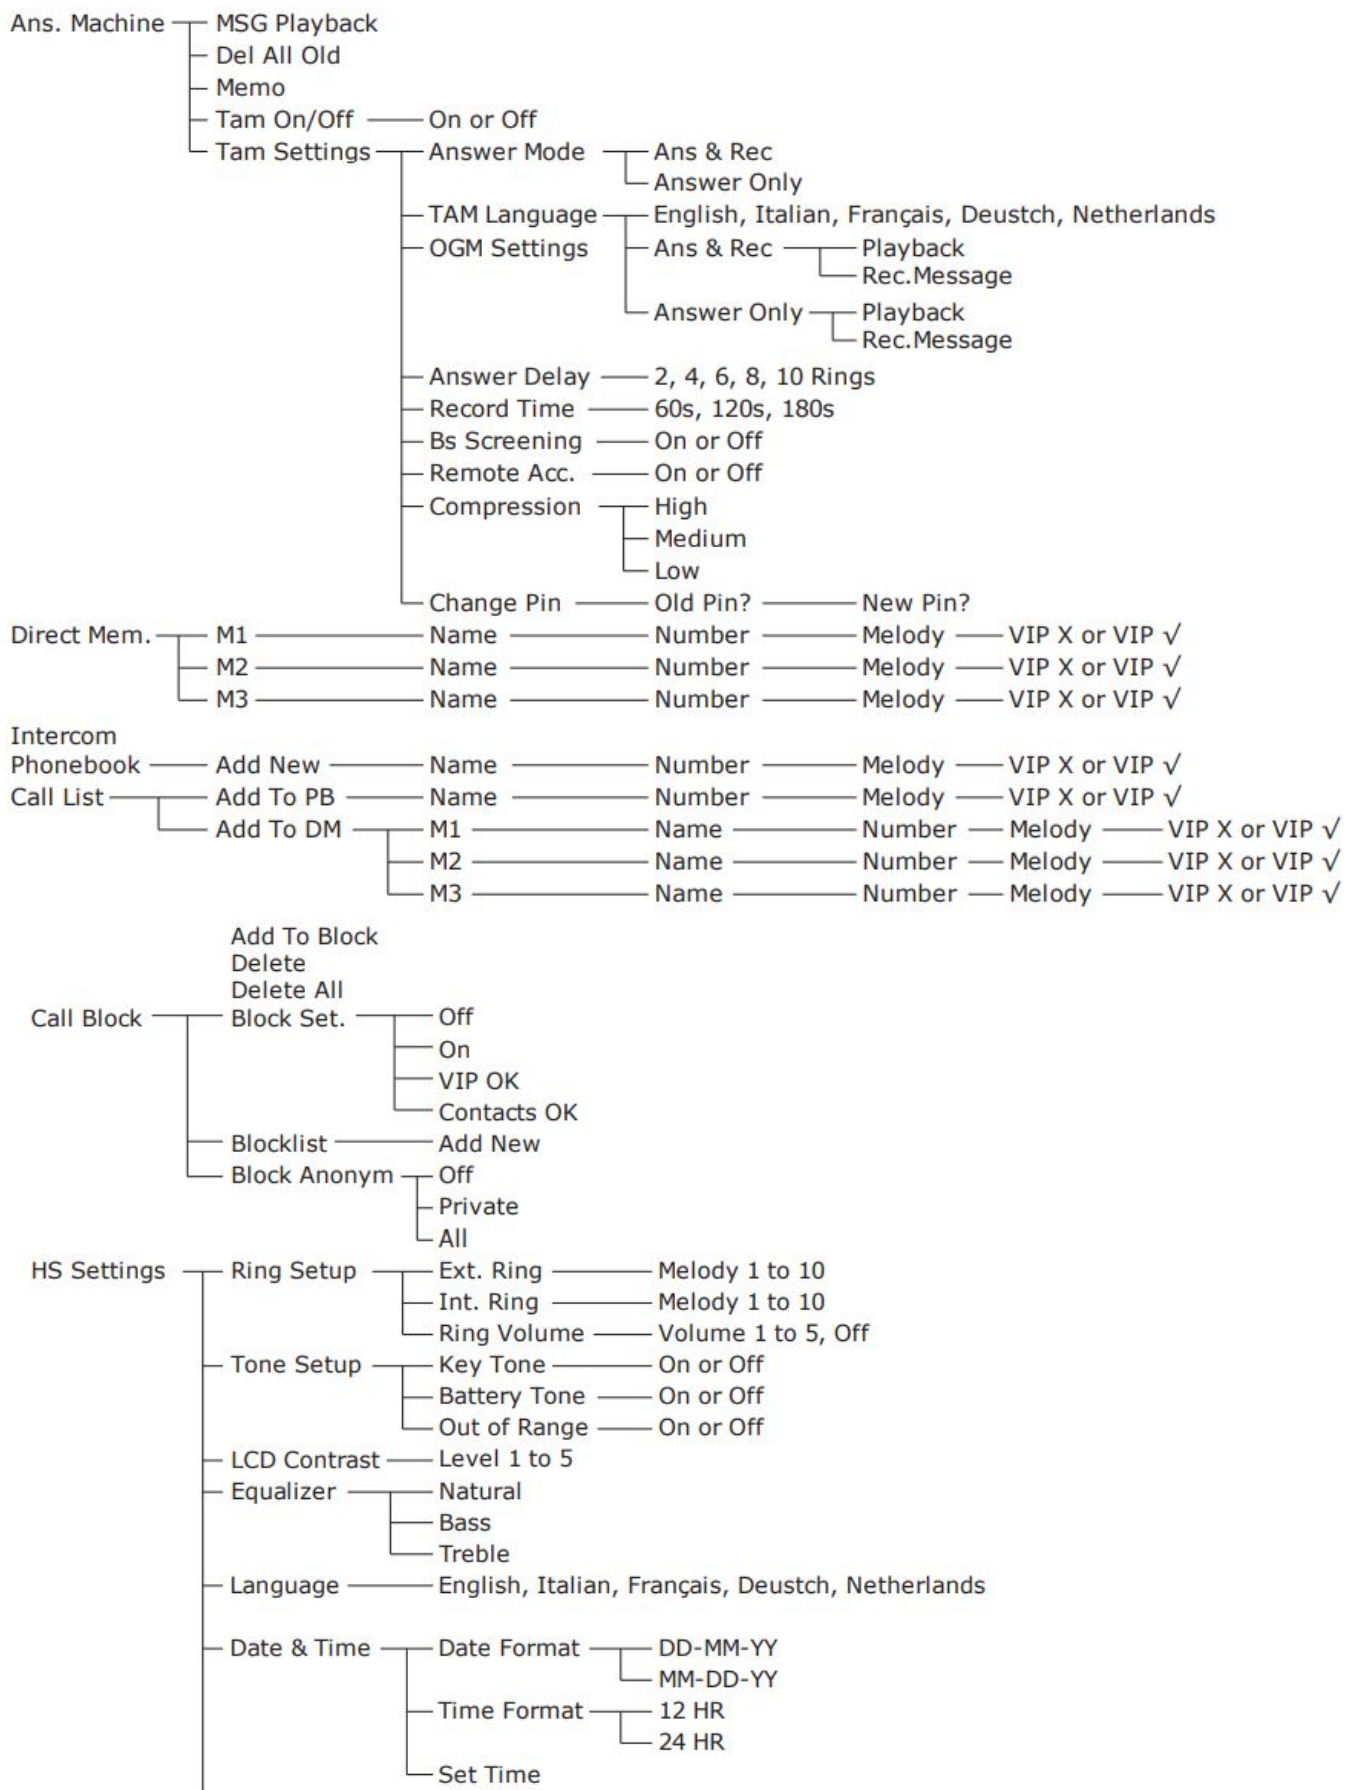 Ans. Machine MSG Playback
Del All Old
Memo
Tam On/Off On or Off
Tam Settings Answer Mode Ans & Rec
Answer Only
TAM Language English, Italian, Français, Deustch, Netherlands
OGM Settings Ans & Rec Playback
Rec.Message
Answer Only Playback
Rec.Message
Answer Delay 2, 4, 6, 8, 10 Rings
Record Time 60s, 120s, 180s
Bs Screening On or Off
Remote Acc. On or Off
Compression High
Medium
Low
Change Pin Old Pin? New Pin?
Direct Mem. M1 Name Number Melody VIP X or VIP √
M2 Name Number Melody VIP X or VIP √
M3 Name Number Melody VIP X or VIP √
Intercom
Phonebook Add New Name Number Melody VIP X or VIP √
Call List Add To PB Name Number Melody VIP X or VIP √
Add To DM M1 Name Number Melody VIP X or VIP √
M2 Name Number Melody VIP X or VIP √
M3 Name Number Melody VIP X or VIP √
Add To Block
Delete
Delete All
Call Block Block Set. Off
On
VIP OK
Contacts OK
Blocklist Add New
Block Anonym Off
Private
All
HS Settings Ring Setup Ext. Ring Melody 1 to 10
Int. Ring Melody 1 to 10
Ring Volume Volume 1 to 5, Off
Tone Setup Key Tone On or Off
Battery Tone On or Off
Out of Range On or Off
LCD Contrast Level 1 to 5
Equalizer Natural
Bass
Treble
Language English, Italian, Français, Deustch, Netherlands
Date & Time Date Format DD-MM-YY
MM-DD-YY
Time Format 12 HR
24 HR
Set Time